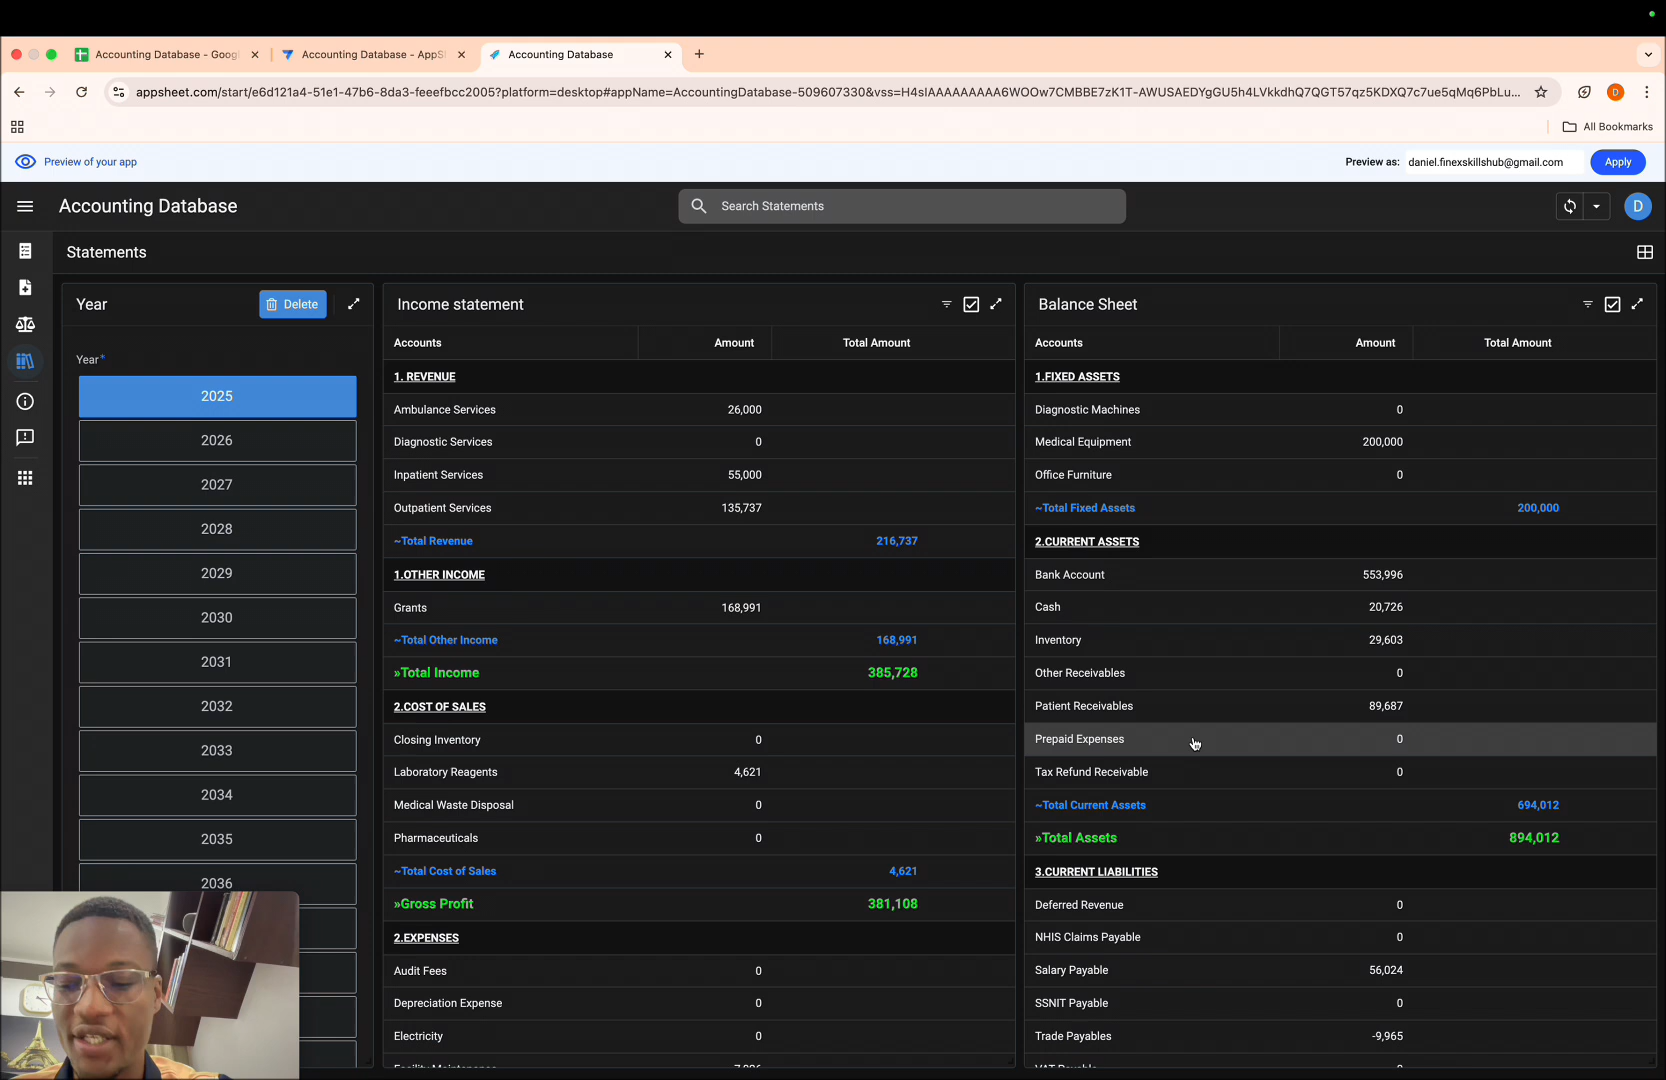 Accounting Database - Googl
Accounting Database - AppS
Accounting Database
appsheet.com/start/e6d121a4-51e1-47b6-8da3-feeefbcc2005?platform=desktop#appName=AccountingDatabase-509607330&vss=H4sIAAAAAAAAA6WOOw7CMBBE7zK1T-AWUSAEDYgGU5h4LVkkdhQ7QGT57qz5KDXQ7c7ue5qMq6PbLu...
All Bookmarks
Preview of your app
Preview as: daniel.finexskillshub@gmail.com
Apply
Accounting Database
Search Statements
D
Statements
Year
Delete
Year*
2025
2026
2027
2028
2029
2030
2031
2032
2033
2034
2035
2036
Income statement
Accounts Amount Total Amount
1. REVENUE
Ambulance Services 26,000
Diagnostic Services 0
Inpatient Services 55,000
Outpatient Services 135,737
~Total Revenue 216,737
1.OTHER INCOME
Grants 168,991
~Total Other Income 168,991
»Total Income 385,728
2.COST OF SALES
Closing Inventory 0
Laboratory Reagents 4,621
Medical Waste Disposal 0
Pharmaceuticals 0
~Total Cost of Sales 4,621
»Gross Profit 381,108
2.EXPENSES
Audit Fees 0
Depreciation Expense 0
Electricity 0
Balance Sheet
Accounts Amount Total Amount
1.FIXED ASSETS
Diagnostic Machines 0
Medical Equipment 200,000
Office Furniture 0
~Total Fixed Assets 200,000
2.CURRENT ASSETS
Bank Account 553,996
Cash 20,726
Inventory 29,603
Other Receivables 0
Patient Receivables 89,687
Prepaid Expenses 0
Tax Refund Receivable 0
~Total Current Assets 694,012
»Total Assets 894,012
3.CURRENT LIABILITIES
Deferred Revenue 0
NHIS Claims Payable 0
Salary Payable 56,024
SSNIT Payable 0
Trade Payables -9,965